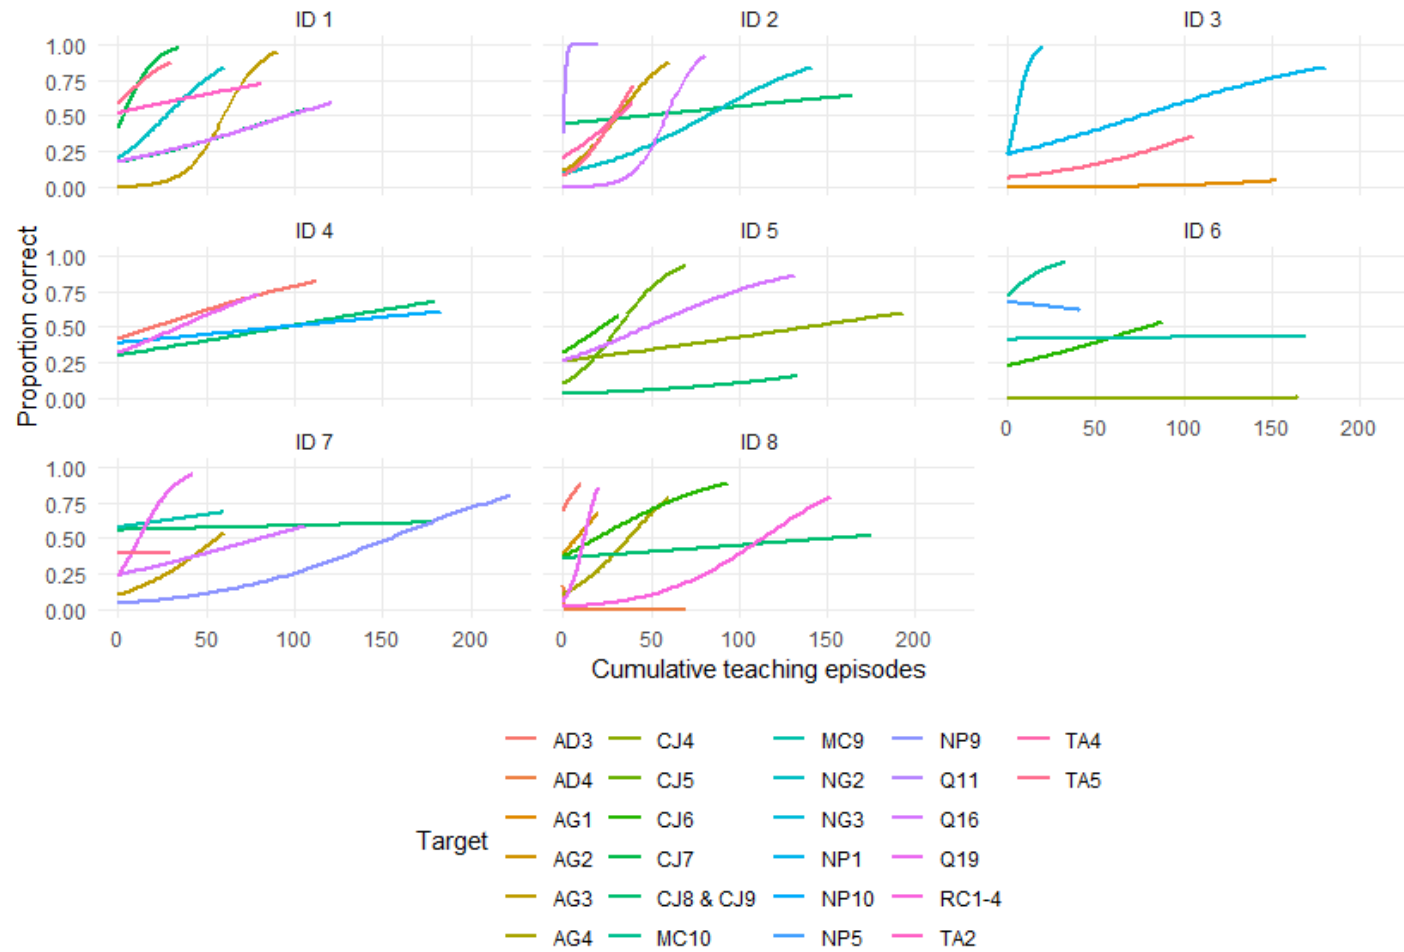 ID 1 ID 2 ID 3
1.00
0.75
0.50
0.25
0.00
ID 4 ID 5 ID 6
1.00
0.75
0.50
0.25
0.00
0 50 100 150 200
ID 7 ID 8
1.00
0.75
0.50
0.25
0.00
0 50 100 150 200 0 50 100 150 200
Proportion correct
Cumulative teaching episodes
Target
AD3 CJ4 MC9 NP9 TA4
AD4 CJ5 NG2 Q11 TA5
AG1 CJ6 NG3 Q16
AG2 CJ7 NP1 Q19
AG3 CJ8 & CJ9 NP10 RC1-4
AG4 MC10 NP5 TA2